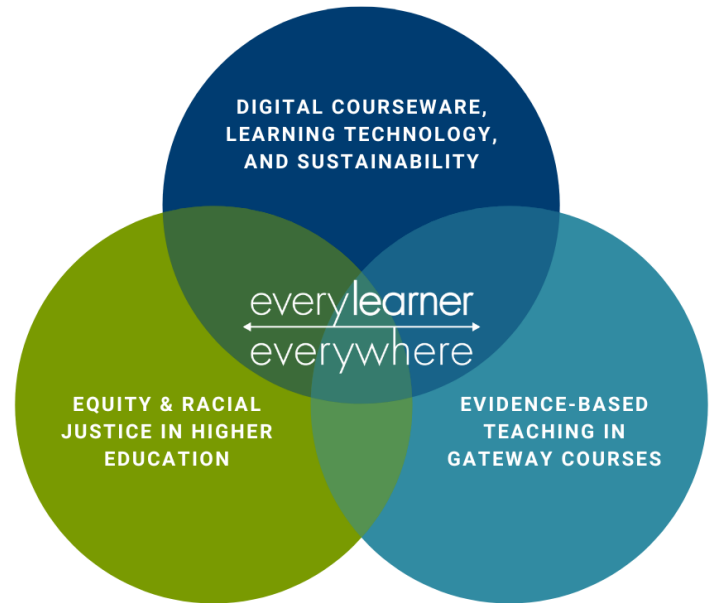 DIGITAL COURSEWARE,
LEARNING TECHNOLOGY,
AND SUSTAINABILITY
everylearner
everywhere
EQUITY & RACIAL
JUSTICE IN HIGHER
EDUCATION
EVIDENCE-BASED
TEACHING IN
GATEWAY COURSES